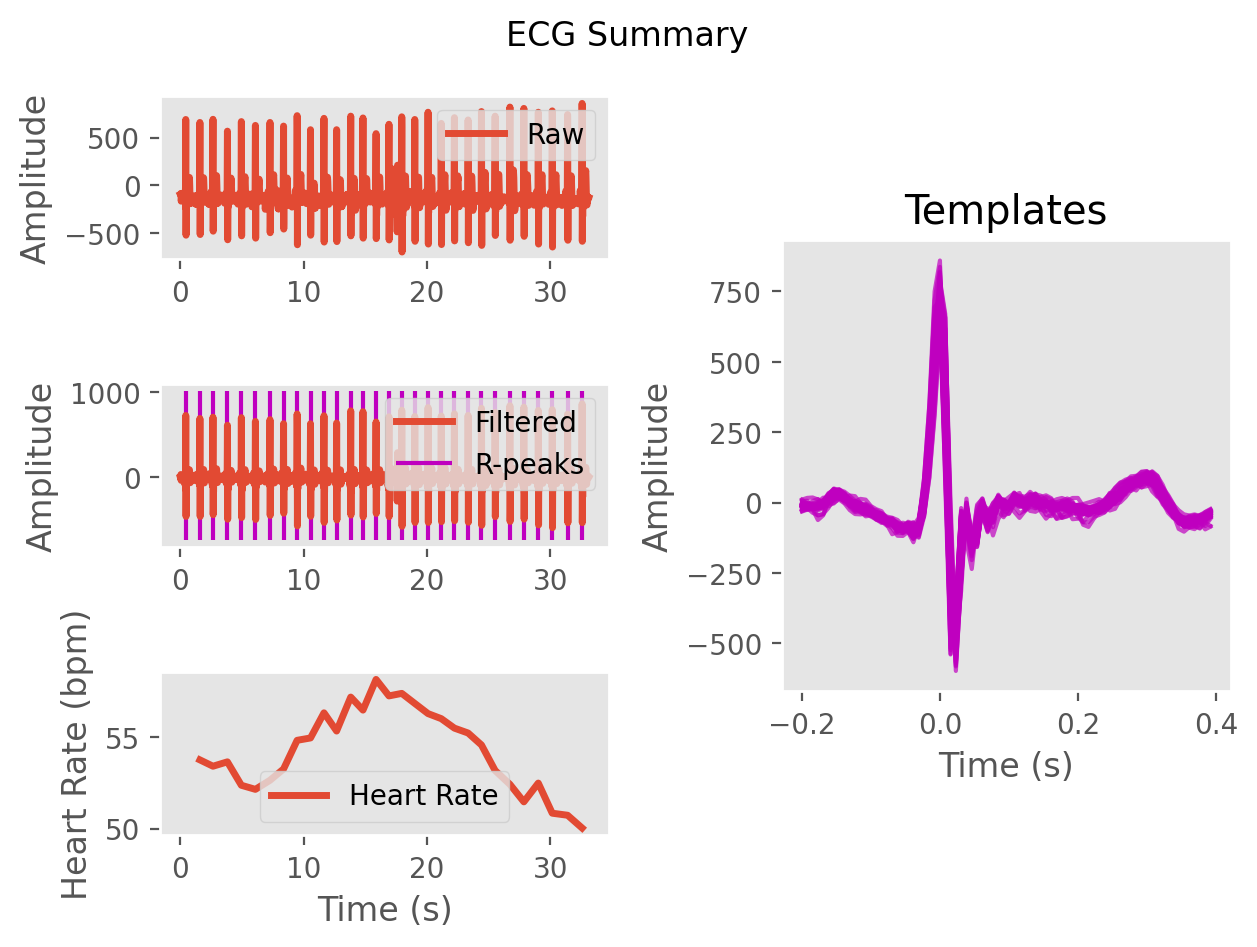 ECG Summary
Amplitude
500
0
−500
Raw
0 10 20 30
Amplitude
1000
0
Filtered
R-peaks
0 10 20 30
Heart Rate (bpm)
55
50
Heart Rate
0 10 20 30
Time (s)
Templates
Amplitude
750
500
250
0
−250
−500
−0.2 0.0 0.2 0.4
Time (s)